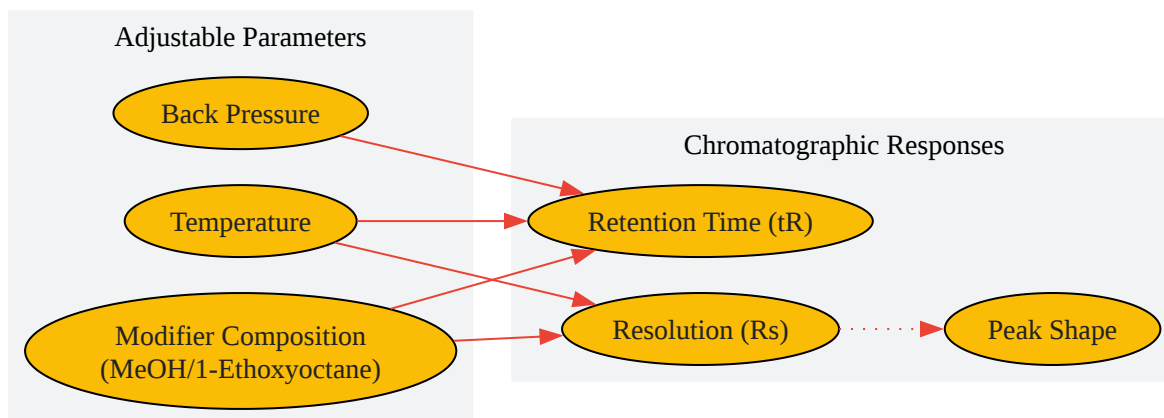 Adjustable Parameters
Back Pressure
Temperature
Modifier Composition
(MeOH/1-Ethoxyoctane)
Chromatographic Responses
Retention Time (tR)
Resolution (Rs)
Peak Shape